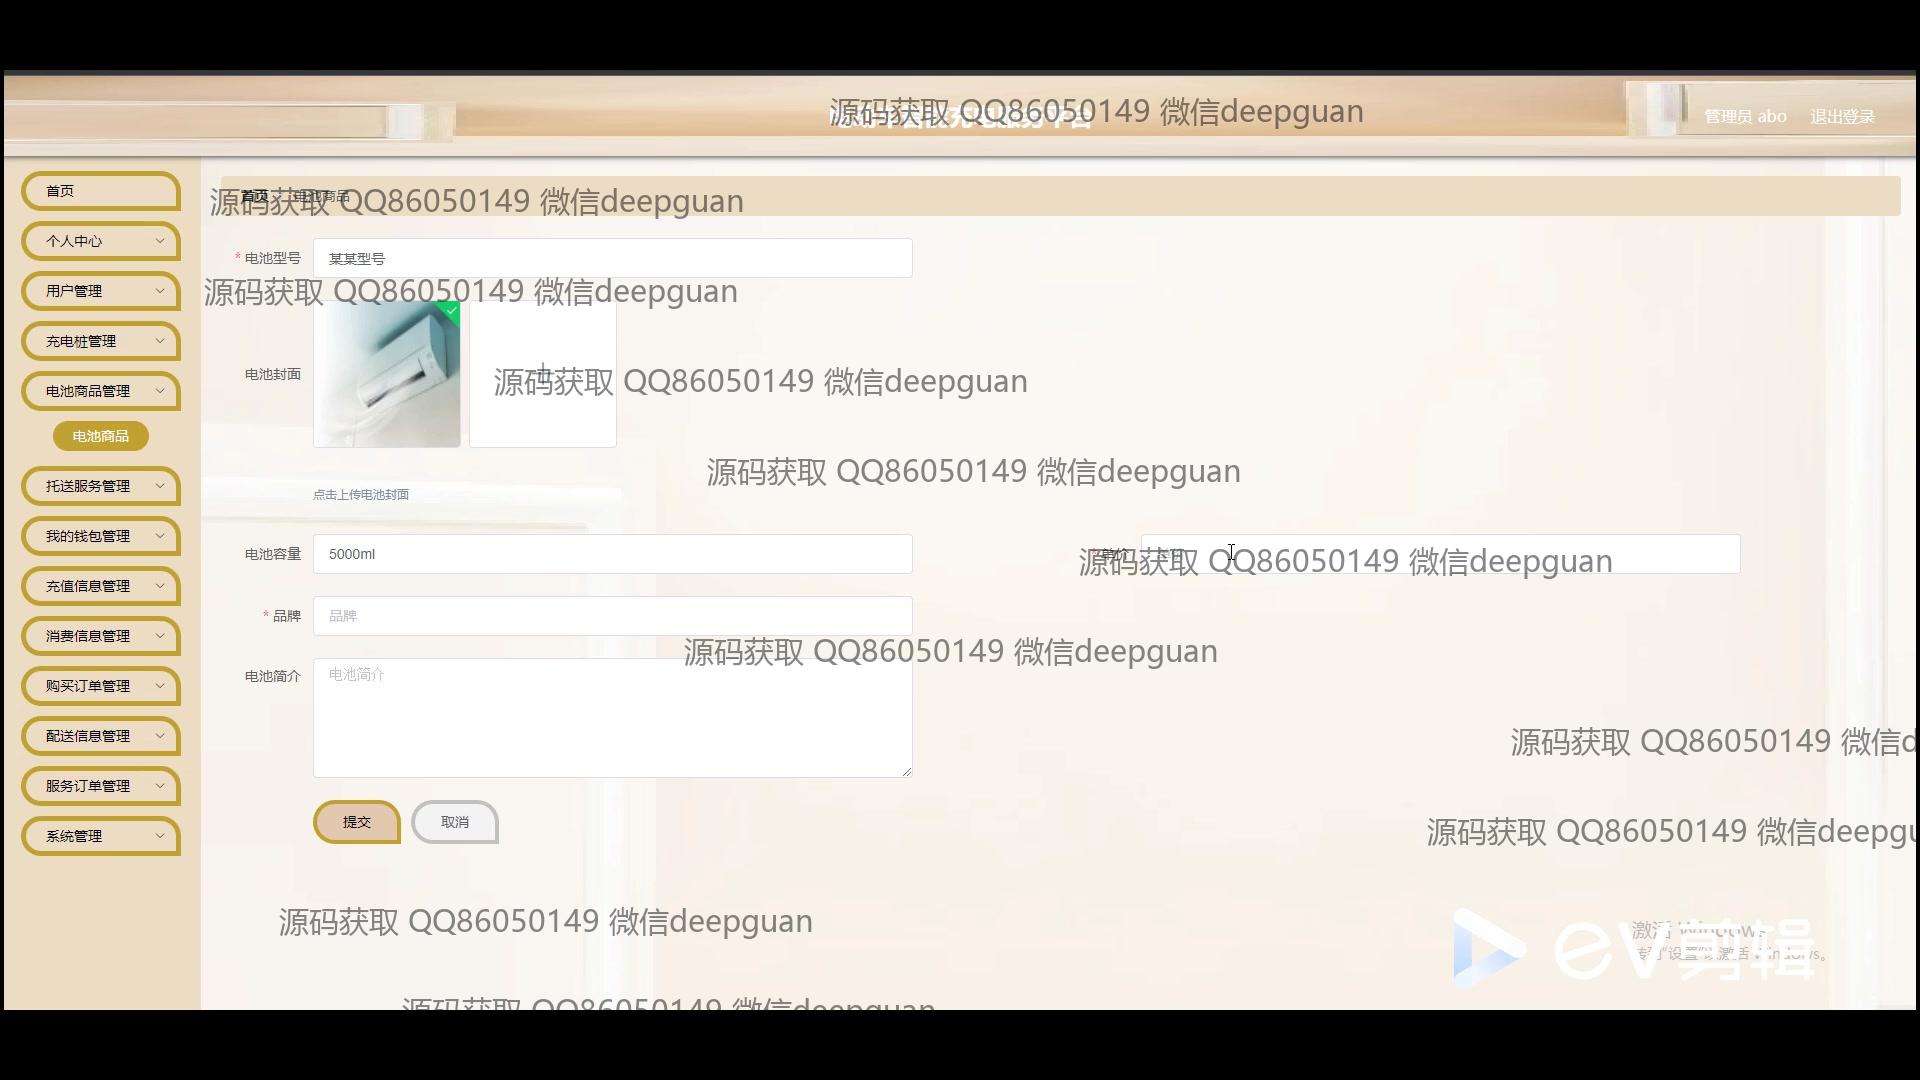 源码获取 QQ86050149 微信deepguan
管理员 abo
退出登录
首页
个人中心
用户管理
充电桩管理
电池商品管理
电池商品
托送服务管理
我的钱包管理
充值信息管理
消费信息管理
购买订单管理
配送信息管理
服务订单管理
系统管理
首页 电池商品
源码获取 QQ86050149 微信deepguan
* 电池型号 某某型号
源码获取 QQ86050149 微信deepguan
电池封面
源码获取 QQ86050149 微信deepguan
源码获取 QQ86050149 微信deepguan
点击上传电池封面
电池容量 5000ml
* 单价
源码获取 QQ86050149 微信deepguan
* 品牌 品牌
源码获取 QQ86050149 微信deepguan
电池简介 电池简介
源码获取 QQ86050149 微信d
提交 取消
源码获取 QQ86050149 微信deepgu
源码获取 QQ86050149 微信deepguan
激活 Windows
转到"设置"以激活 Windows。
ev剪辑
源码获取 QQ86050149 微信deepguan